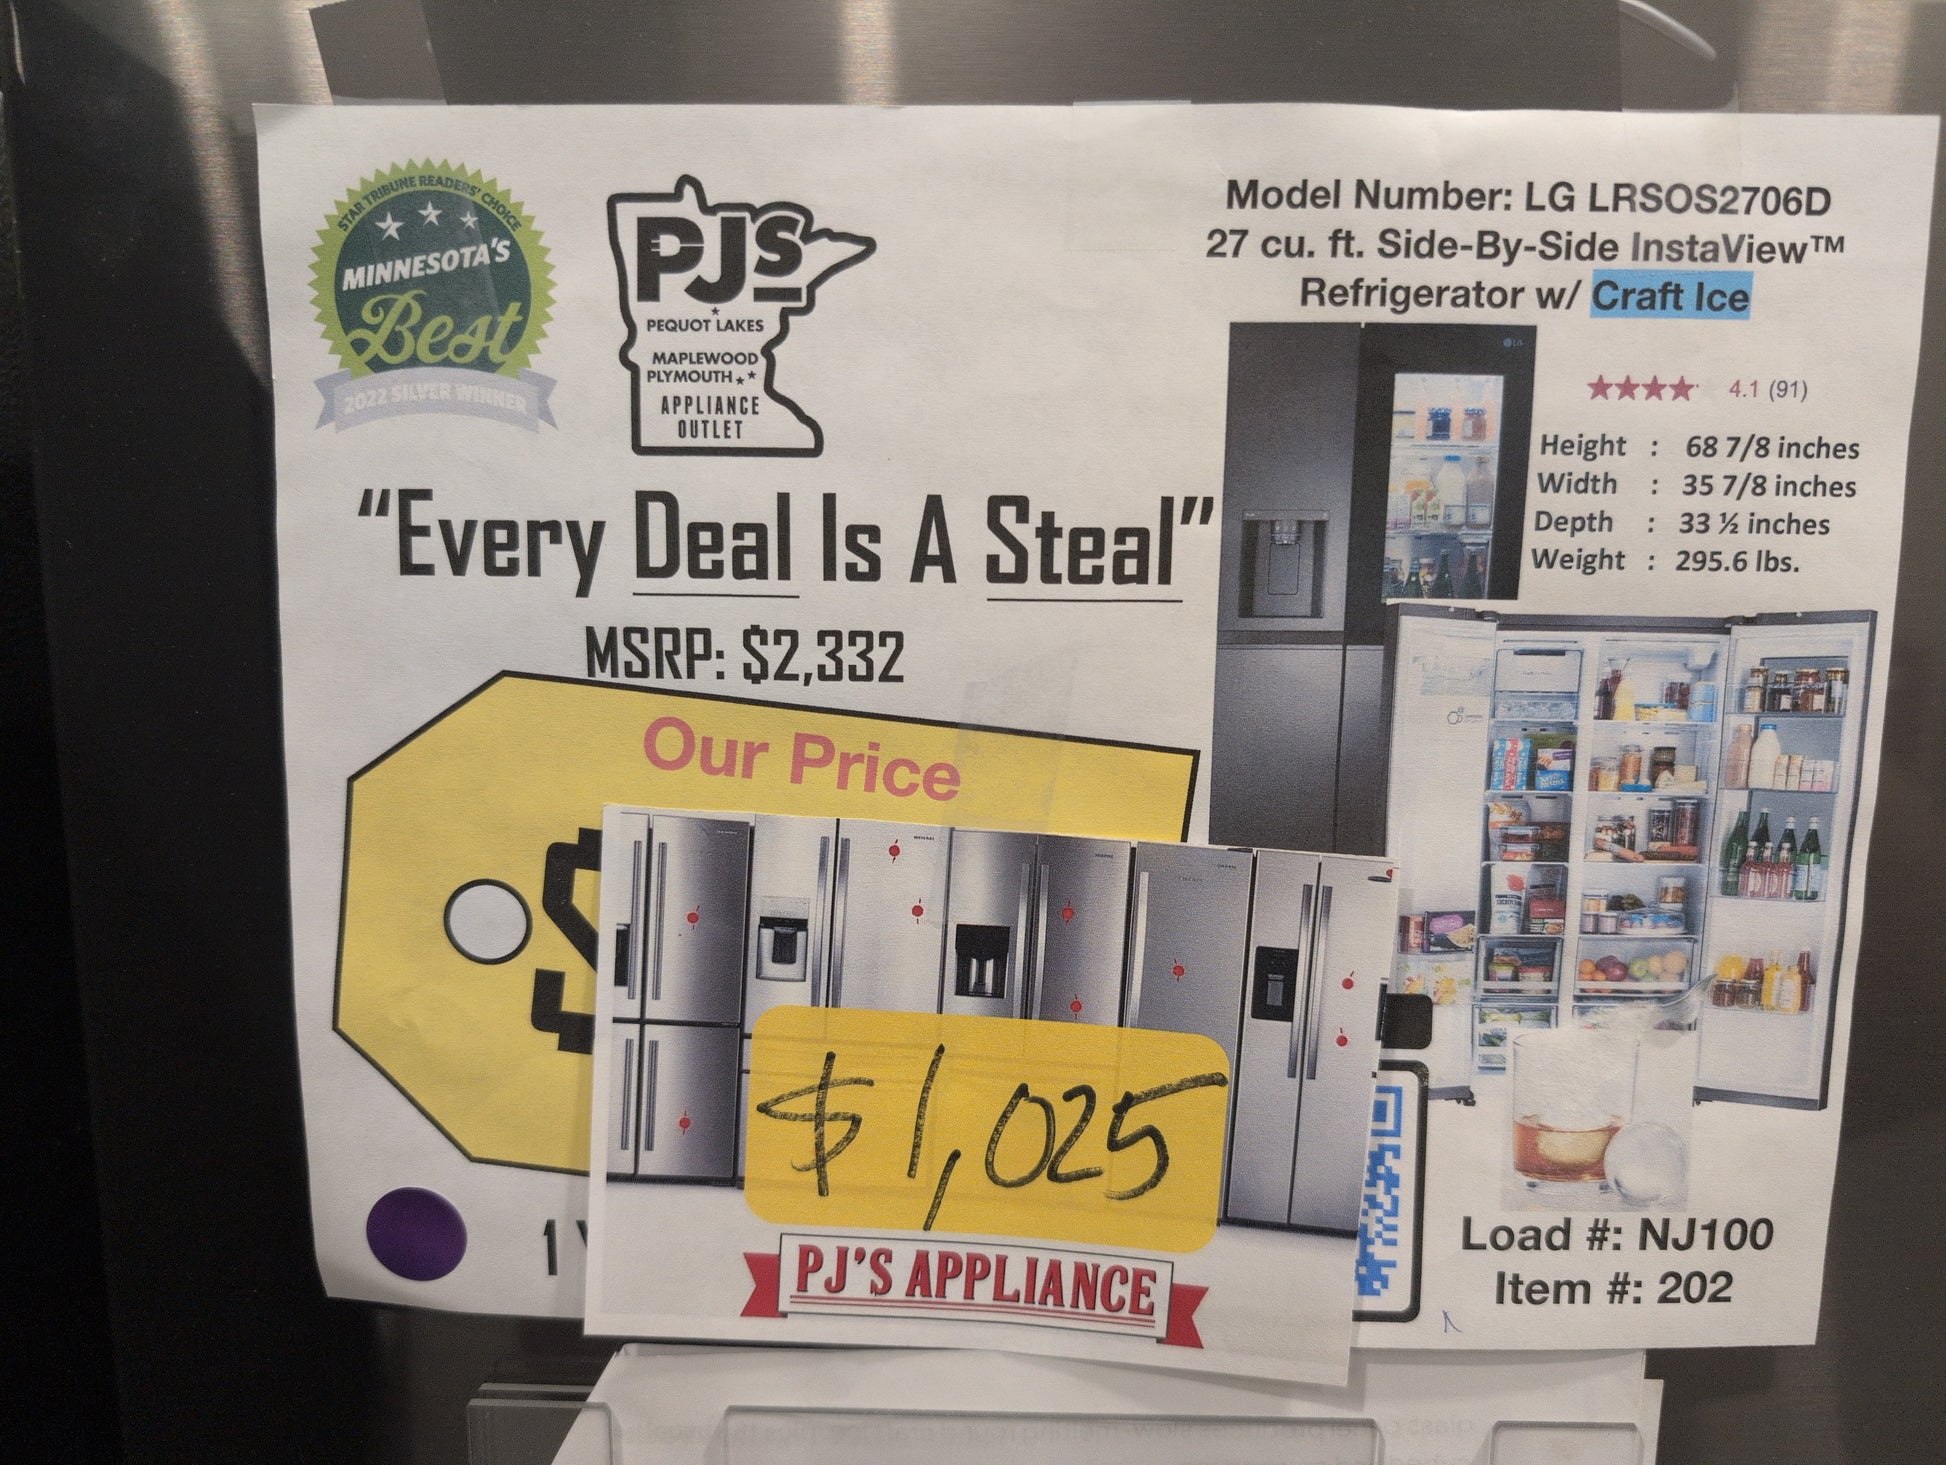 STAR TRIBUNE READERS' CHOICE
MINNESOTA'S
Best
2022 SILVER WINNER
PJ'S
PEQUOT LAKES
MAPLEWOOD
PLYMOUTH
APPLIANCE
OUTLET
"Every Deal Is A Steal"
MSRP: $2,332
Our Price
$1,025
PJ'S APPLIANCE
1
Model Number: LG LRSOS2706D
27 cu. ft. Side-By-Side InstaView™
Refrigerator w/ Craft Ice
LG
4.1 (91)
Height : 68 7/8 inches
Width : 35 7/8 inches
Depth : 33 ½ inches
Weight : 295.6 lbs.
Load #: NJ100
Item #: 202